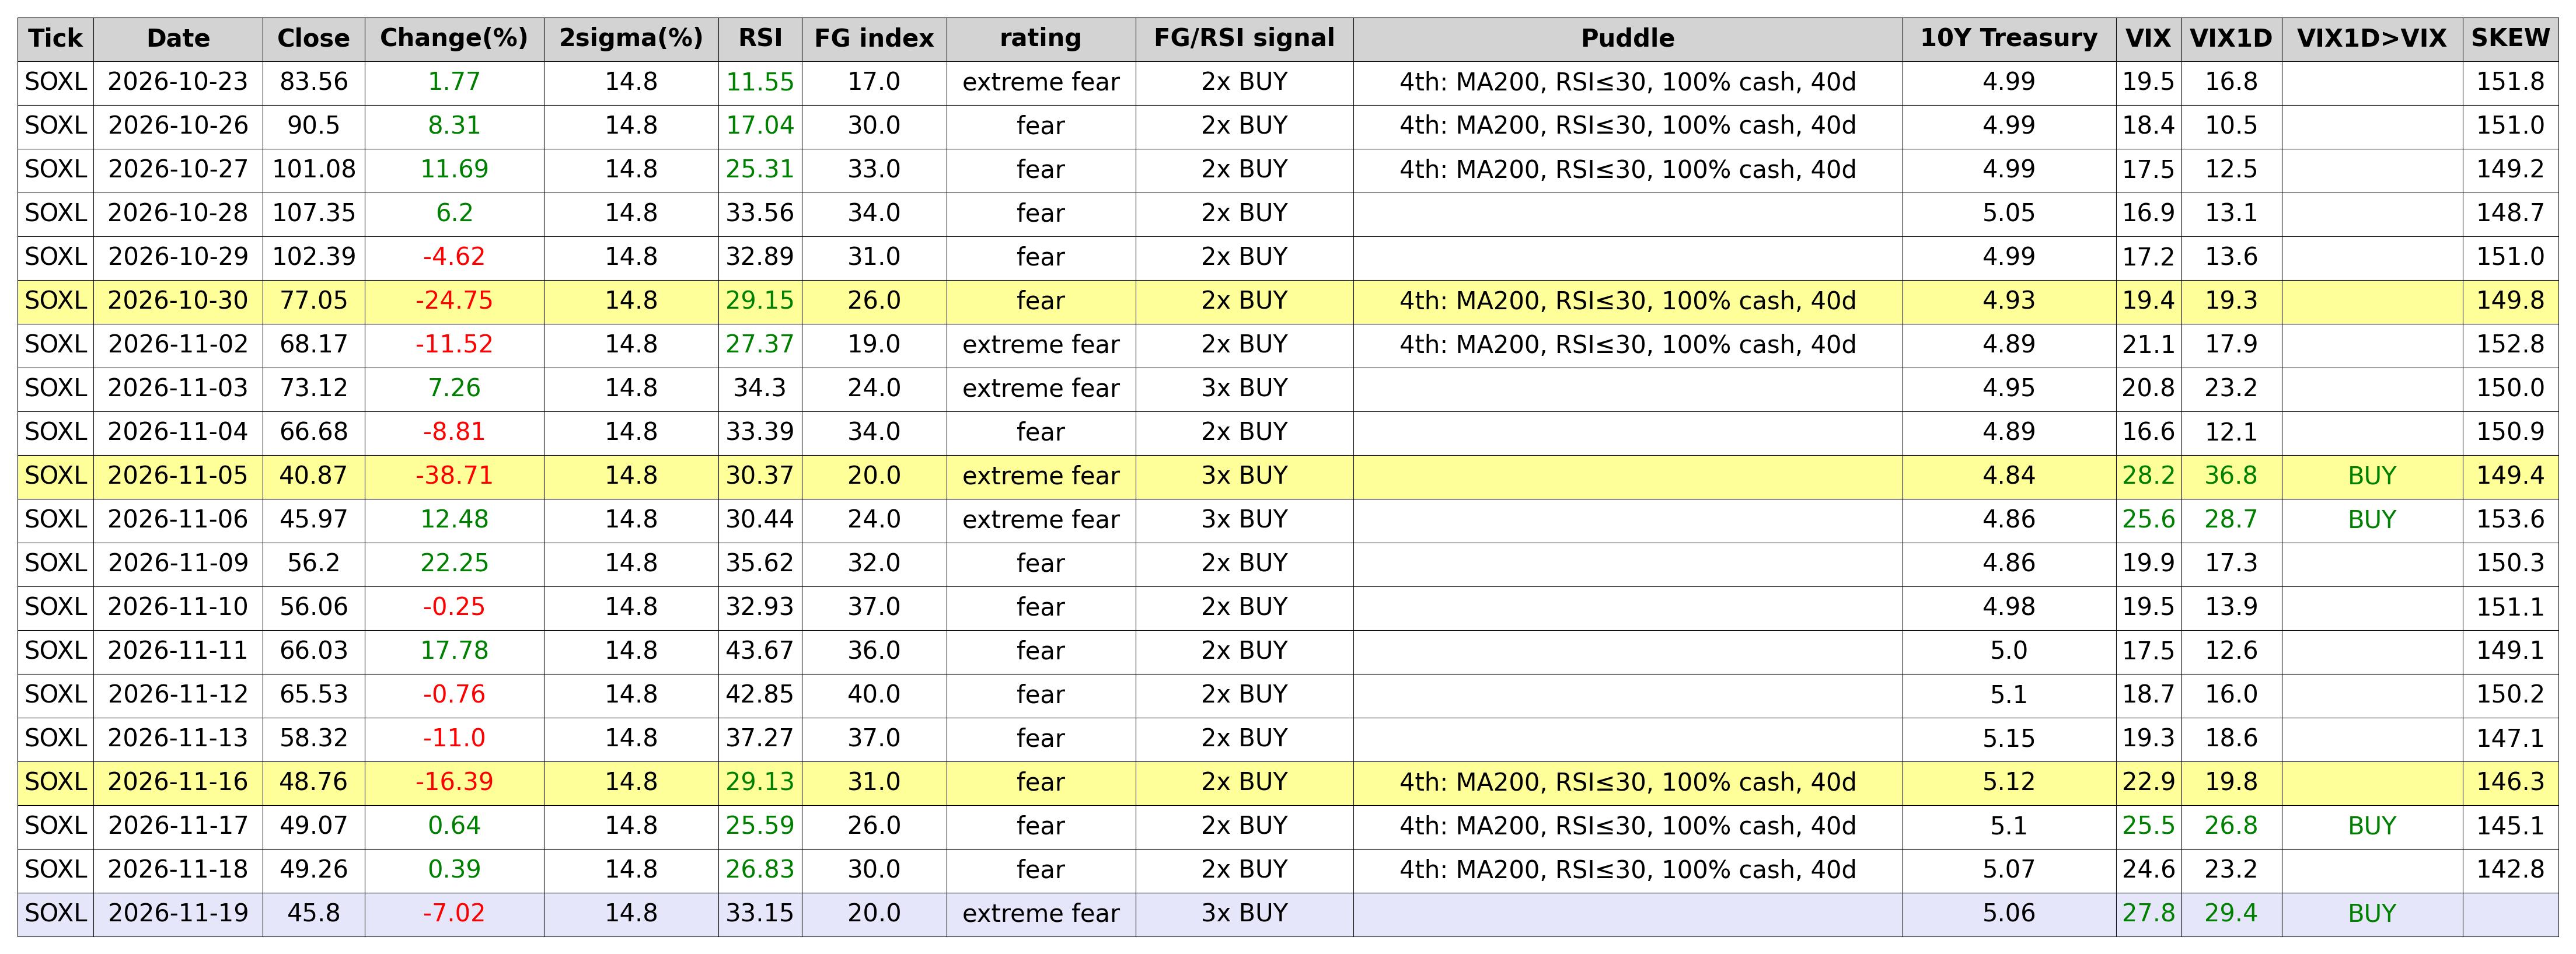 Tick Date Close Change(%) 2sigma(%) RSI FG index rating FG/RSI signal Puddle 10Y Treasury VIX VIX1D VIX1D>VIX SKEW
SOXL 2026-10-23 83.56 1.77 14.8 11.55 17.0 extreme fear 2x BUY 4th: MA200, RSI≤30, 100% cash, 40d 4.99 19.5 16.8 151.8
SOXL 2026-10-26 90.5 8.31 14.8 17.04 30.0 fear 2x BUY 4th: MA200, RSI≤30, 100% cash, 40d 4.99 18.4 10.5 151.0
SOXL 2026-10-27 101.08 11.69 14.8 25.31 33.0 fear 2x BUY 4th: MA200, RSI≤30, 100% cash, 40d 4.99 17.5 12.5 149.2
SOXL 2026-10-28 107.35 6.2 14.8 33.56 34.0 fear 2x BUY 5.05 16.9 13.1 148.7
SOXL 2026-10-29 102.39 -4.62 14.8 32.89 31.0 fear 2x BUY 4.99 17.2 13.6 151.0
SOXL 2026-10-30 77.05 -24.75 14.8 29.15 26.0 fear 2x BUY 4th: MA200, RSI≤30, 100% cash, 40d 4.93 19.4 19.3 149.8
SOXL 2026-11-02 68.17 -11.52 14.8 27.37 19.0 extreme fear 2x BUY 4th: MA200, RSI≤30, 100% cash, 40d 4.89 21.1 17.9 152.8
SOXL 2026-11-03 73.12 7.26 14.8 34.3 24.0 extreme fear 3x BUY 4.95 20.8 23.2 150.0
SOXL 2026-11-04 66.68 -8.81 14.8 33.39 34.0 fear 2x BUY 4.89 16.6 12.1 150.9
SOXL 2026-11-05 40.87 -38.71 14.8 30.37 20.0 extreme fear 3x BUY 4.84 28.2 36.8 BUY 149.4
SOXL 2026-11-06 45.97 12.48 14.8 30.44 24.0 extreme fear 3x BUY 4.86 25.6 28.7 BUY 153.6
SOXL 2026-11-09 56.2 22.25 14.8 35.62 32.0 fear 2x BUY 4.86 19.9 17.3 150.3
SOXL 2026-11-10 56.06 -0.25 14.8 32.93 37.0 fear 2x BUY 4.98 19.5 13.9 151.1
SOXL 2026-11-11 66.03 17.78 14.8 43.67 36.0 fear 2x BUY 5.0 17.5 12.6 149.1
SOXL 2026-11-12 65.53 -0.76 14.8 42.85 40.0 fear 2x BUY 5.1 18.7 16.0 150.2
SOXL 2026-11-13 58.32 -11.0 14.8 37.27 37.0 fear 2x BUY 5.15 19.3 18.6 147.1
SOXL 2026-11-16 48.76 -16.39 14.8 29.13 31.0 fear 2x BUY 4th: MA200, RSI≤30, 100% cash, 40d 5.12 22.9 19.8 146.3
SOXL 2026-11-17 49.07 0.64 14.8 25.59 26.0 fear 2x BUY 4th: MA200, RSI≤30, 100% cash, 40d 5.1 25.5 26.8 BUY 145.1
SOXL 2026-11-18 49.26 0.39 14.8 26.83 30.0 fear 2x BUY 4th: MA200, RSI≤30, 100% cash, 40d 5.07 24.6 23.2 142.8
SOXL 2026-11-19 45.8 -7.02 14.8 33.15 20.0 extreme fear 3x BUY 5.06 27.8 29.4 BUY